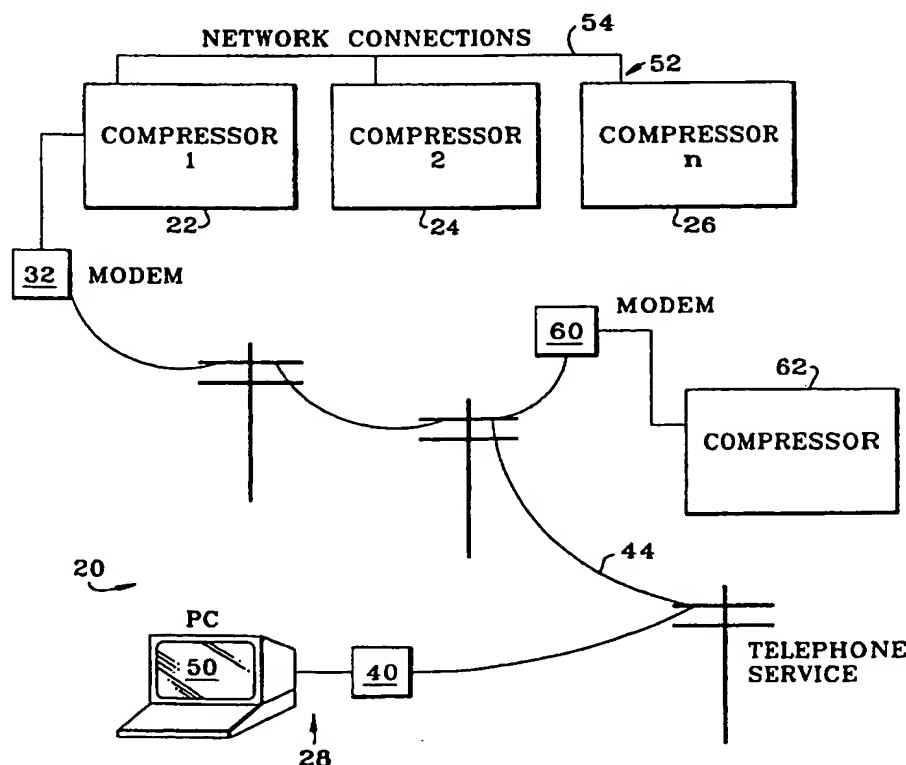 NETWORK CONNECTIONS
54
52
COMPRESSOR
1
COMPRESSOR
2
COMPRESSOR
n
22
24
26
32
MODEM
MODEM
60
62
COMPRESSOR
44
20
PC
50
40
TELEPHONE
SERVICE
28